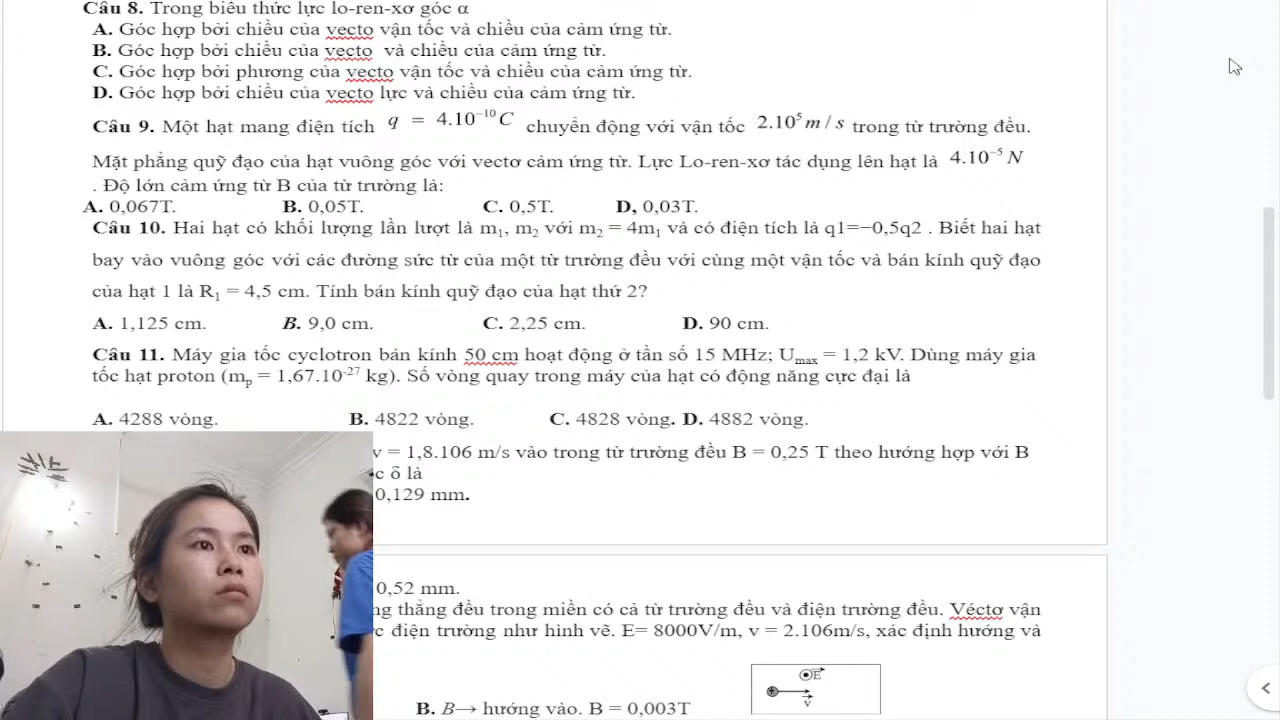 Câu 8. Trong biểu thức lực lo-ren-xơ góc α
A. Góc hợp bởi chiều của vecto vận tốc và chiều của cảm ứng từ.
B. Góc hợp bởi chiều của vecto và chiều của cảm ứng từ.
C. Góc hợp bởi phương của vecto vận tốc và chiều của cảm ứng từ.
D. Góc hợp bởi chiều của vecto lực và chiều của cảm ứng từ.
Câu 9. Một hạt mang điện tích q = 4.10⁻¹⁰ C chuyển động với vận tốc 2.10⁵ m / s trong từ trường đều.
Mặt phẳng quỹ đạo của hạt vuông góc với vectơ cảm ứng từ. Lực Lo-ren-xơ tác dụng lên hạt là 4.10⁻⁵ N
. Độ lớn cảm ứng từ B của từ trường là:
A. 0,067T. B. 0,05T. C. 0,5T. D, 0,03T.
Câu 10. Hai hạt có khối lượng lần lượt là m₁, m₂ với m₂ = 4m₁ và có điện tích là q1=−0,5q2 . Biết hai hạt
bay vào vuông góc với các đường sức từ của một từ trường đều với cùng một vận tốc và bán kính quỹ đạo
của hạt 1 là R₁ = 4,5 cm. Tính bán kính quỹ đạo của hạt thứ 2?
A. 1,125 cm. B. 9,0 cm. C. 2,25 cm. D. 90 cm.
Câu 11. Máy gia tốc cyclotron bán kính 50 cm hoạt động ở tần số 15 MHz; Uₘₐₓ = 1,2 kV. Dùng máy gia
tốc hạt proton (mₚ = 1,67.10⁻²⁷ kg). Số vòng quay trong máy của hạt có động năng cực đại là
A. 4288 vòng. B. 4822 vòng. C. 4828 vòng. D. 4882 vòng.
v = 1,8.106 m/s vào trong từ trường đều B = 0,25 T theo hướng hợp với B
c ō là
0,129 mm.
0,52 mm.
ng thẳng đều trong miền có cả từ trường đều và điện trường đều. Véctơ vận
c điện trường như hình vẽ. E= 8000V/m, v = 2.106m/s, xác định hướng và
E
v
B. B→ hướng vào. B = 0,003T